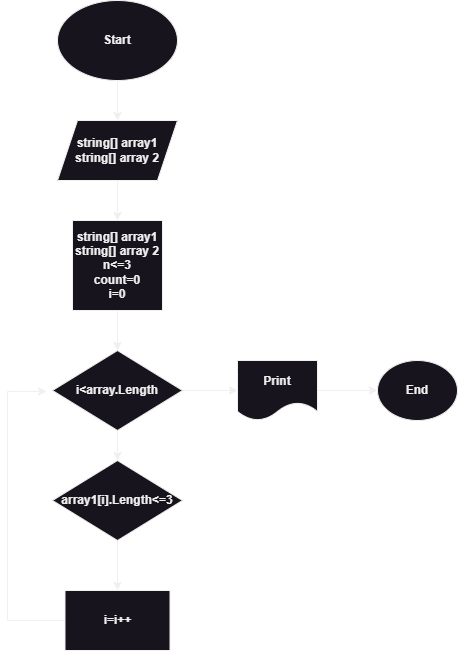 Start
string[] array1
string[] array 2
string[] array1
string[] array 2
n<=3
count=0
i=0
i<array.Length
Print
End
array1[i].Length<=3
i=i++